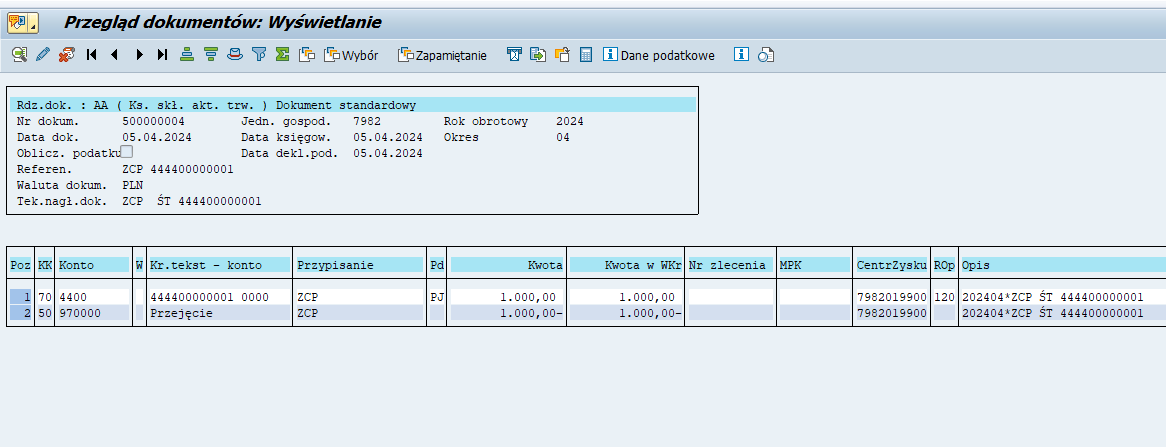 Przegląd dokumentów: Wyświetlanie
Wybór Zapamiętanie Dane podatkowe
Rdz.dok. : AA ( Ks. skł. akt. trw. ) Dokument standardowy
Nr dokum. 500000004 Jedn. gospod. 7982 Rok obrotowy 2024
Data dok. 05.04.2024 Data księgow. 05.04.2024 Okres 04
Oblicz. podatku Data dekl.pod. 05.04.2024
Referen. ZCP 444400000001
Waluta dokum. PLN
Tek.nagł.dok. ZCP ŚT 444400000001
Poz KK Konto W Kr.tekst - konto Przypisanie Pd Kwota Kwota w WKr Nr zlecenia MPK CentrZysku ROp Opis
1 70 4400 444400000001 0000 ZCP PJ 1.000,00 1.000,00 7982019900 120 202404*ZCP ŚT 444400000001
2 50 970000 Przejęcie ZCP 1.000,00- 1.000,00- 7982019900 202404*ZCP ŚT 444400000001